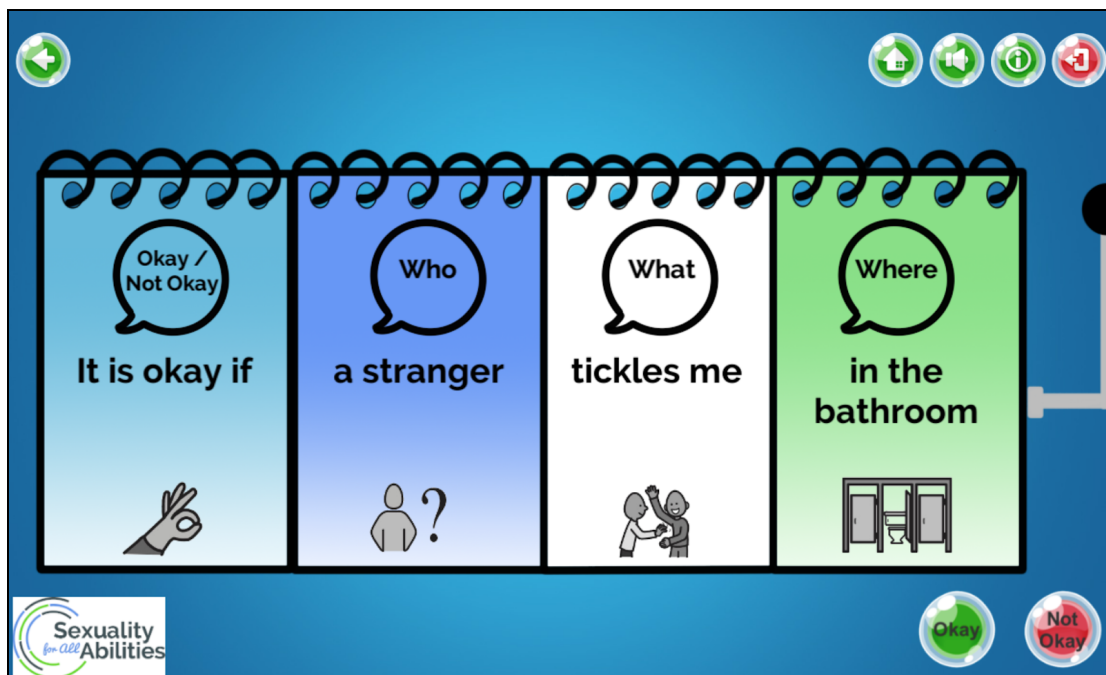 Okay /
Not Okay
Who
What
Where
It is okay if
a stranger
tickles me
in the
bathroom
?
Sexuality
for All Abilities
Okay
Not
Okay